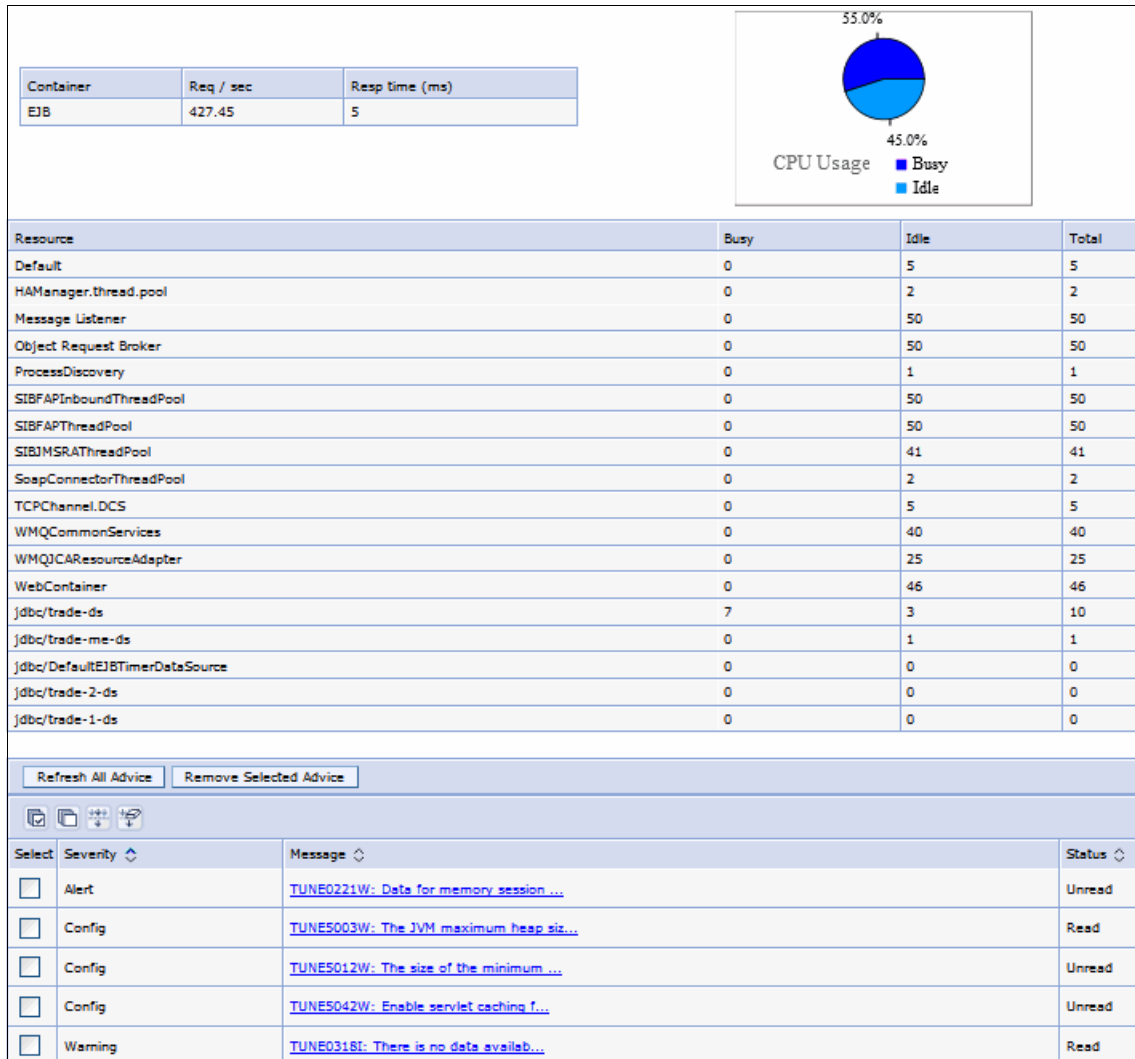 55.0%
Container Req / sec Resp time (ms)
EJB 427.45 5
45.0%
CPU Usage Busy
Idle
Resource Busy Idle Total
Default 0 5 5
HAManager.thread.pool 0 2 2
Message Listener 0 50 50
Object Request Broker 0 50 50
ProcessDiscovery 0 1 1
SIBFAPInboundThreadPool 0 50 50
SIBFAPThreadPool 0 50 50
SIBJMSRAThreadPool 0 41 41
SoapConnectorThreadPool 0 2 2
TCPChannel.DCS 0 5 5
WMQCommonServices 0 40 40
WMQJCAResourceAdapter 0 25 25
WebContainer 0 46 46
jdbc/trade-ds 7 3 10
jdbc/trade-me-ds 0 1 1
jdbc/DefaultEJBTimerDataSource 0 0 0
jdbc/trade-2-ds 0 0 0
jdbc/trade-1-ds 0 0 0
Refresh All Advice Remove Selected Advice
Select Severity Message Status
Alert TUNE0221W: Data for memory session ... Unread
Config TUNE5003W: The JVM maximum heap siz... Read
Config TUNE5012W: The size of the minimum ... Unread
Config TUNE5042W: Enable servlet caching f... Unread
Warning TUNE0318I: There is no data availab... Read